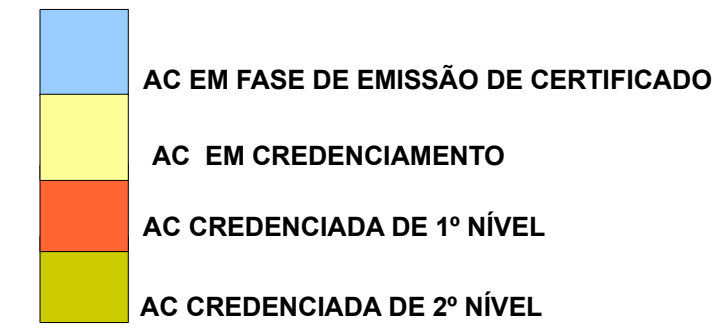 AC EM FASE DE EMISSÃO DE CERTIFICADO
AC EM CREDENCIAMENTO
AC CREDENCIADA DE 1º NÍVEL
AC CREDENCIADA DE 2º NÍVEL